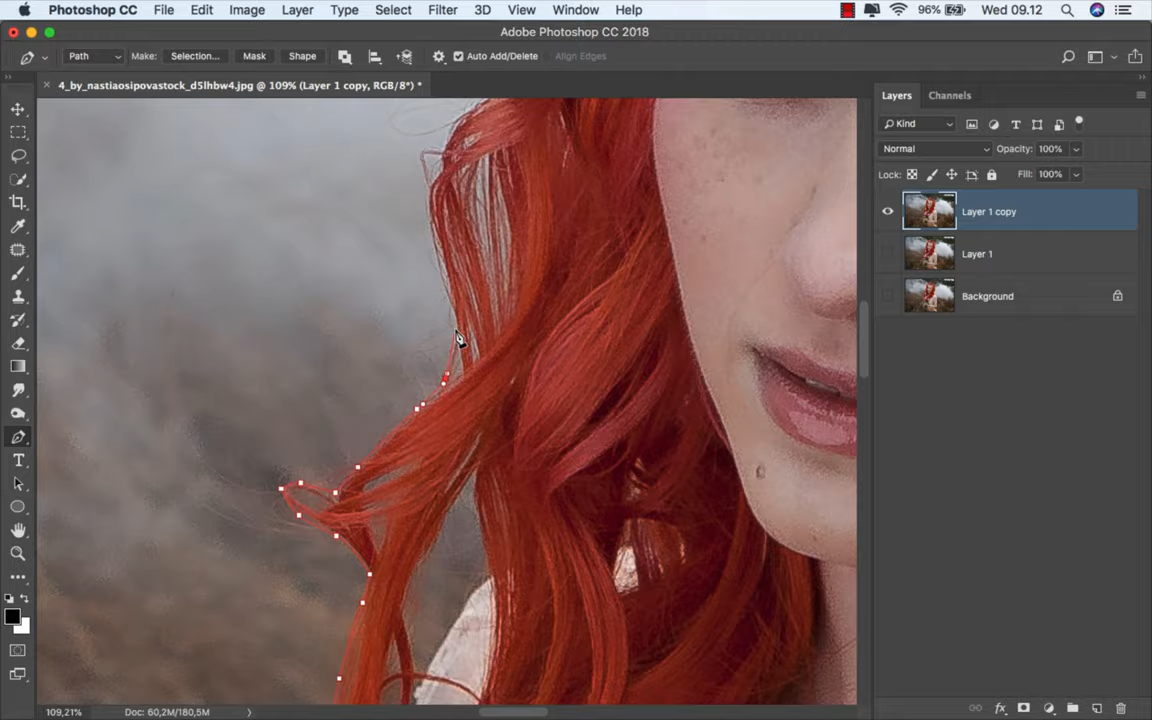 Photoshop CC File Edit Image Layer Type Select Filter 3D View Window Help 96% Wed 09.12
Adobe Photoshop CC 2018
Path Make: Selection... Mask Shape Auto Add/Delete Align Edges
4_by_nastiaosipovastock_d5lhbw4.jpg @ 109% (Layer 1 copy, RGB/8*) *
Layers Channels
Kind
Normal Opacity: 100%
Lock: Fill: 100%
Layer 1 copy
Layer 1
Background
109,21% Doc: 60,2M/180,5M